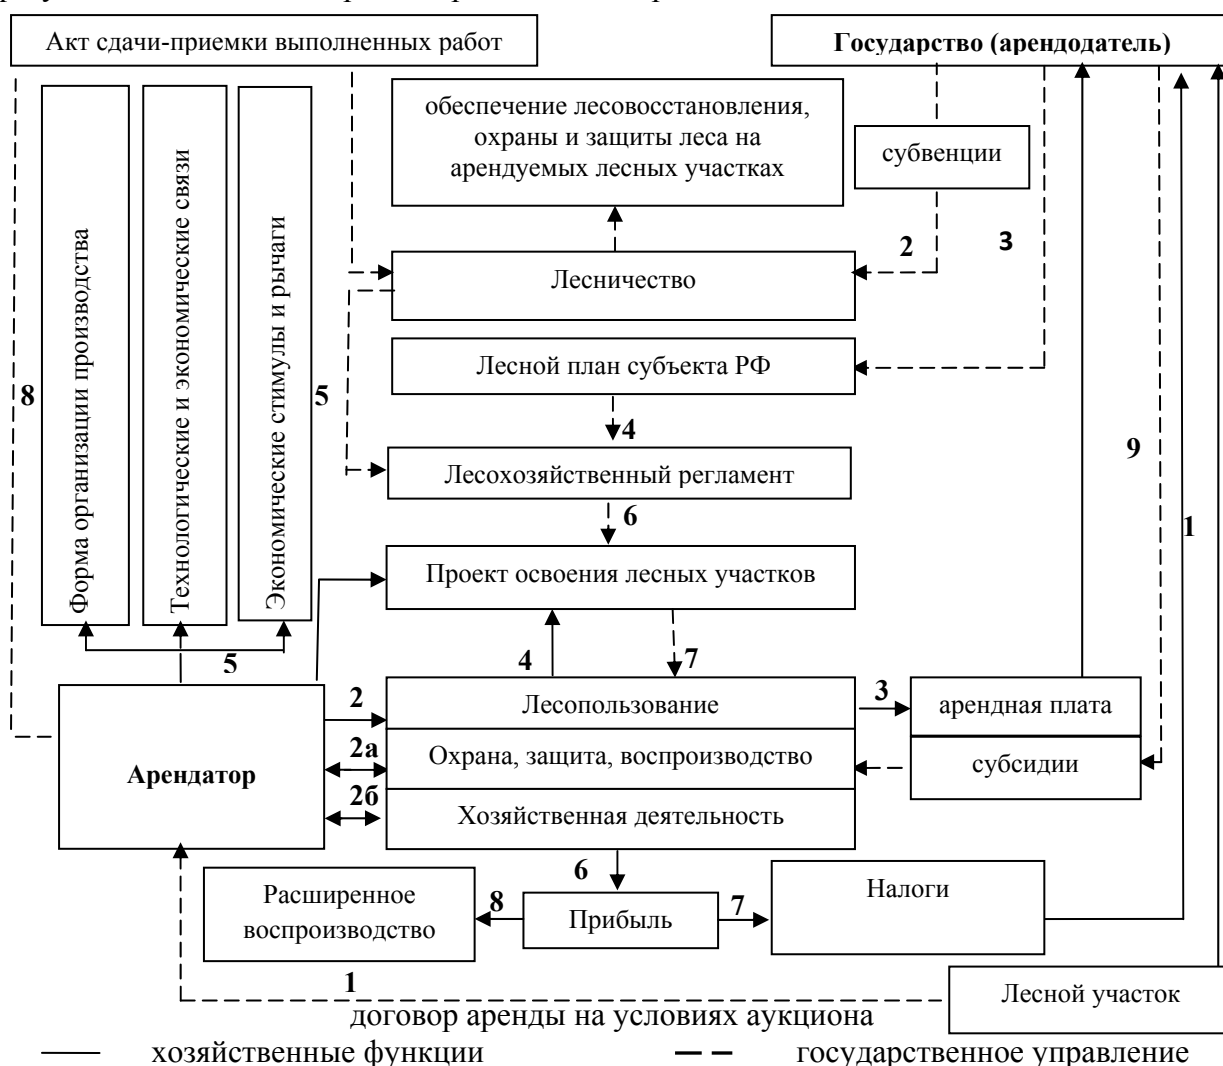 Акт сдачи-приемки выполненных работ
Государство (арендодатель)
обеспечение лесовосстановления,
охраны и защиты леса на
арендуемых лесных участках
субвенции
2
3
Лесничество
Лесной план субъекта РФ
8
Форма организации производства
Технологические и экономические связи
Экономические стимулы и рычаги
5
4
9
Лесохозяйственный регламент
6
1
Проект освоения лесных участков
5
4
7
2
Лесопользование
3
арендная плата
Арендатор
2а
Охрана, защита, воспроизводство
субсидии
2б
Хозяйственная деятельность
6
Расширенное
воспроизводство
8
Прибыль
7
Налоги
1
Лесной участок
договор аренды на условиях аукциона
хозяйственные функции
государственное управление